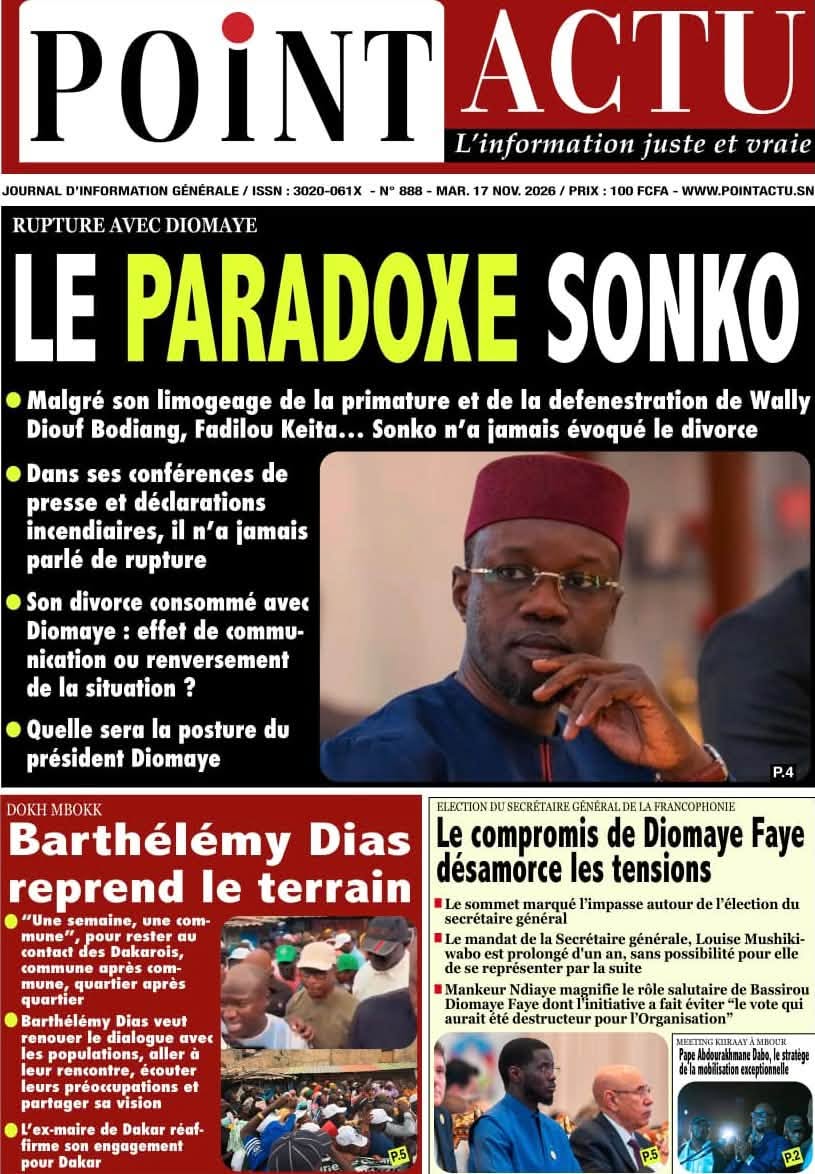 POiNT ACTU
L'information juste et vraie
JOURNAL D'INFORMATION GÉNÉRALE / ISSN : 3020-061X - N° 888 - MAR. 17 NOV. 2026 / PRIX : 100 FCFA - WWW.POINTACTU.SN
RUPTURE AVEC DIOMAYE
LE PARADOXE SONKO
Malgré son limogeage de la primature et de la defenestration de Wally
Diouf Bodiang, Fadilou Keita... Sonko n'a jamais évoqué le divorce
Dans ses conférences de
presse et déclarations
incendiaires, il n'a jamais
parlé de rupture
Son divorce consommé avec
Diomaye : effet de commu-
nication ou renversement
de la situation ?
Quelle sera la posture du
président Diomaye
P.4
DOKH MBOKK
Barthélémy Dias
reprend le terrain
"Une semaine, une com-
mune", pour rester au
contact des Dakarois,
commune après com-
mune, quartier après
quartier
Barthélémy Dias veut
renouer le dialogue avec
les populations, aller à
leur rencontre, écouter
leurs préoccupations et
partager sa vision
L'ex-maire de Dakar réaf-
firme son engagement
pour Dakar
P.5
ELECTION DU SECRÉTAIRE GÉNÉRAL DE LA FRANCOPHONIE
Le compromis de Diomaye Faye
désamorce les tensions
Le sommet marqué l'impasse autour de l'élection du
secrétaire général
Le mandat de la Secrétaire générale, Louise Mushiki-
wabo est prolongé d'un an, sans possibilité pour elle
de se représenter par la suite
Mankeur Ndiaye magnifie le rôle salutaire de Bassirou
Diomaye Faye dont l'initiative a fait éviter "le vote qui
aurait été destructeur pour l'Organisation"
P.5
MEETING KIIRAAY À MBOUR
Pape Abdourakhmane Dabo, le stratège
de la mobilisation exceptionnelle
P.2